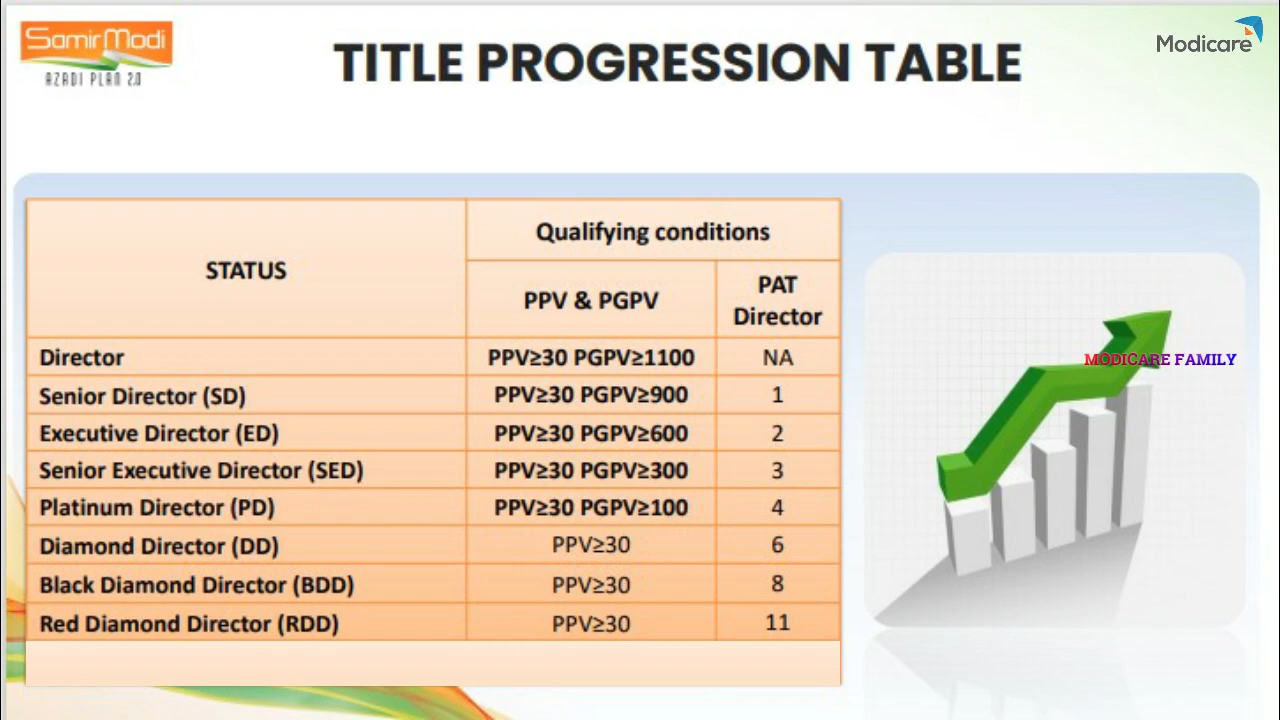 SamirModi
AZADI PLAN 2.0
TITLE PROGRESSION TABLE
Modicare
STATUS
Qualifying conditions
PPV & PGPV
PAT
Director
Director PPV≥30 PGPV≥1100 NA
Senior Director (SD) PPV≥30 PGPV≥900 1
Executive Director (ED) PPV≥30 PGPV≥600 2
Senior Executive Director (SED) PPV≥30 PGPV≥300 3
Platinum Director (PD) PPV≥30 PGPV≥100 4
Diamond Director (DD) PPV≥30 6
Black Diamond Director (BDD) PPV≥30 8
Red Diamond Director (RDD) PPV≥30 11
MODICARE FAMILY